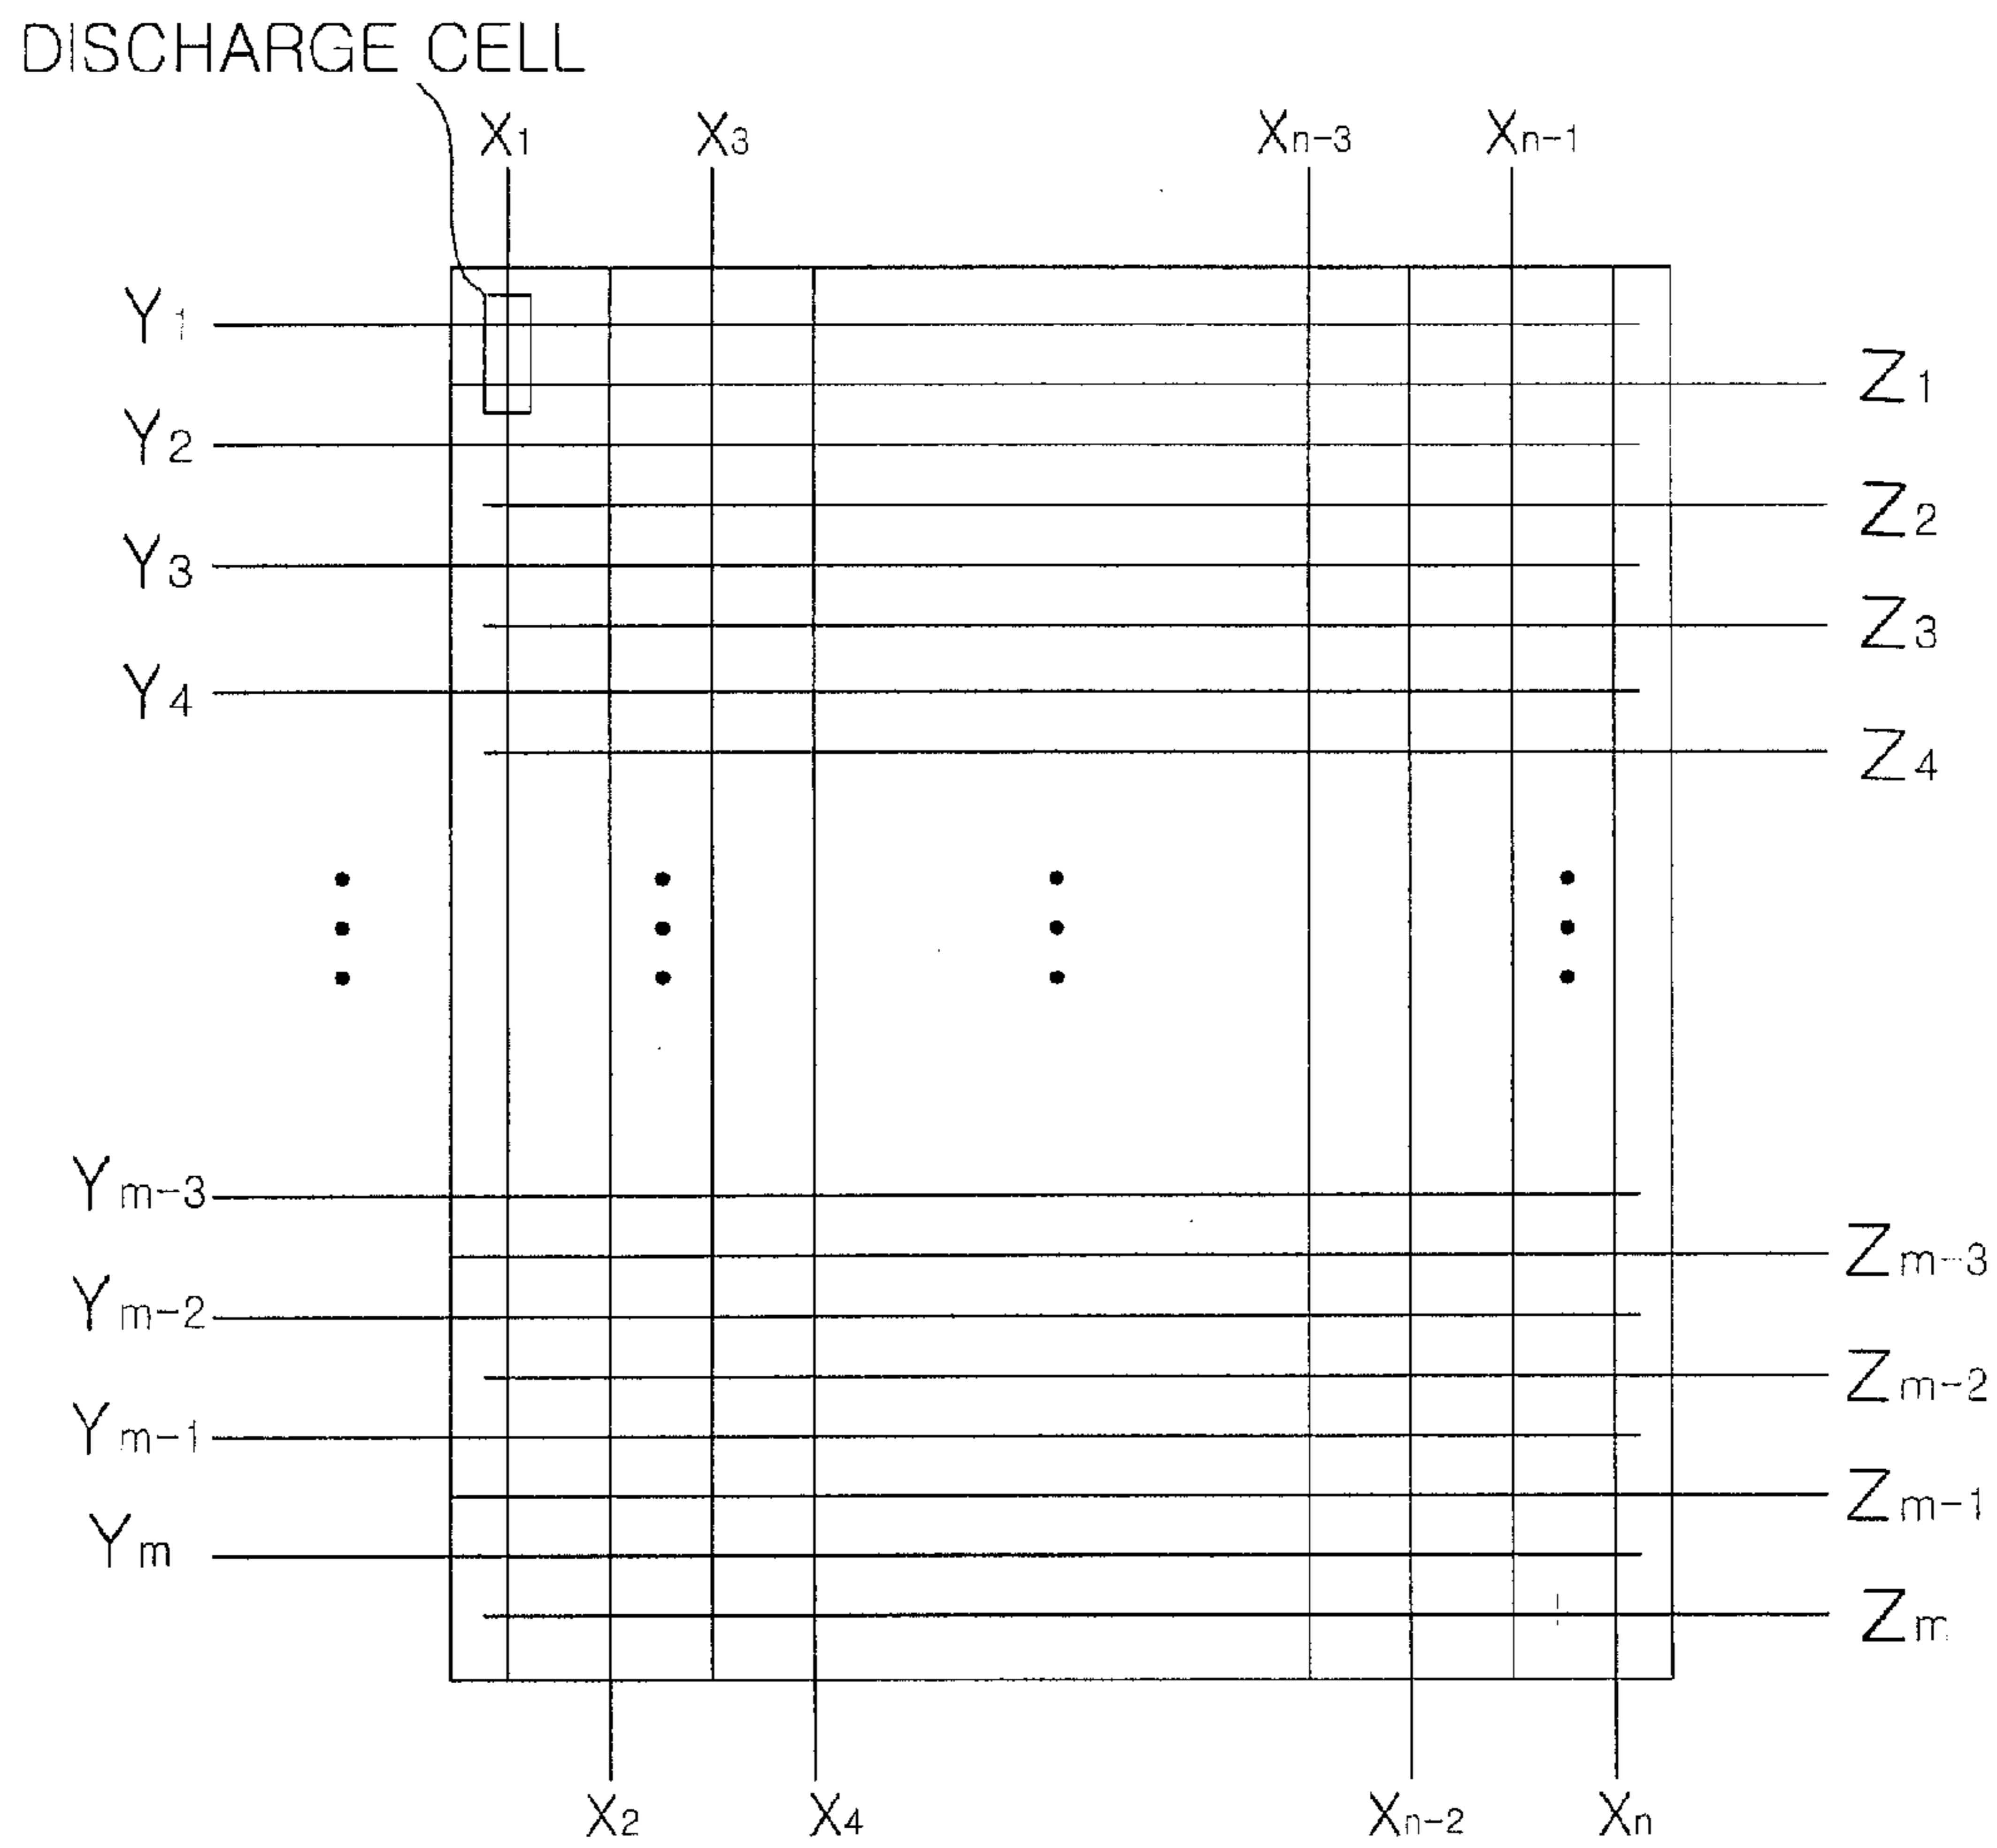 DISCHARGE CELL
X1 X3 Xn-3 Xn-1
Y1
Z1
Y2
Z2
Y3
Z3
Y4
Z4
Ym-3
Zm-3
Ym-2
Zm-2
Ym-1
Zm-1
Ym
Zm
X2 X4 Xn-2 Xn